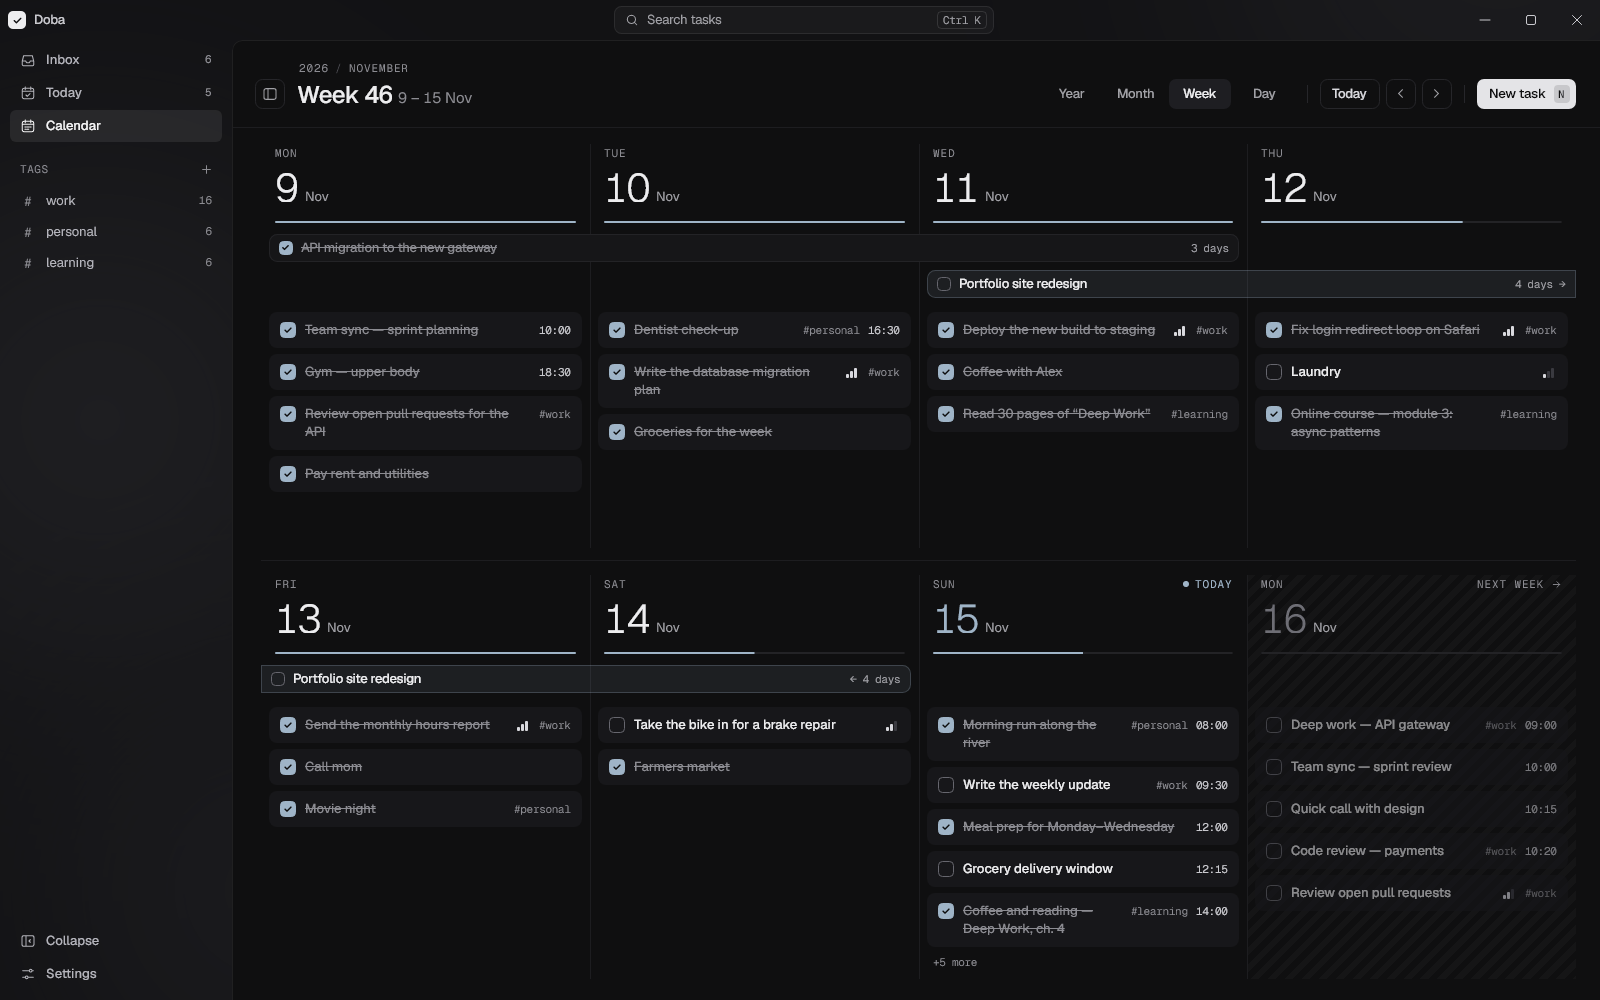 Doba
Search tasks
Ctrl K
Inbox 6
Today 5
Calendar
TAGS +
# work 16
# personal 6
# learning 6
Collapse
Settings
2026 / NOVEMBER
Week 46 9 – 15 Nov
Year Month Week Day
Today
New task N
MON
9 Nov
TUE
10 Nov
WED
11 Nov
THU
12 Nov
API migration to the new gateway 3 days
Portfolio site redesign 4 days →
Team sync — sprint planning 10:00
Gym — upper body 18:30
Review open pull requests for the #work
API
Pay rent and utilities
Dentist check-up #personal 16:30
Write the database migration #work
plan
Groceries for the week
Deploy the new build to staging #work
Coffee with Alex
Read 30 pages of “Deep Work” #learning
Fix login redirect loop on Safari #work
Laundry
Online course — module 3: #learning
async patterns
FRI
13 Nov
SAT
14 Nov
SUN TODAY
15 Nov
MON NEXT WEEK →
16 Nov
Portfolio site redesign ← 4 days
Send the monthly hours report #work
Call mom
Movie night #personal
Take the bike in for a brake repair
Farmers market
Morning run along the #personal 08:00
river
Write the weekly update #work 09:30
Meal prep for Monday–Wednesday 12:00
Grocery delivery window 12:15
Coffee and reading — #learning 14:00
Deep Work, ch. 4
+5 more
Deep work — API gateway #work 09:00
Team sync — sprint review 10:00
Quick call with design 10:15
Code review — payments #work 10:20
Review open pull requests #work